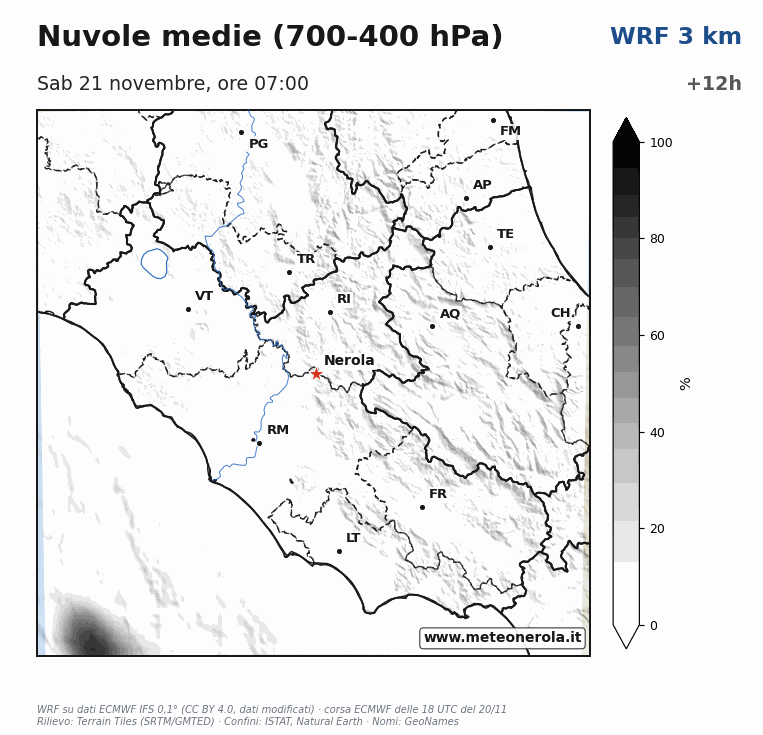 Nuvole medie (700-400 hPa)
WRF 3 km
Sab 21 novembre, ore 07:00
+12h
FM
PG
AP
TE
TR
VT
RI
AQ
CH
Nerola
RM
FR
LT
www.meteonerola.it
100
80
60
40
20
0
%
WRF su dati ECMWF IFS 0,1° (CC BY 4.0, dati modificati) · corsa ECMWF delle 18 UTC del 20/11
Rilievo: Terrain Tiles (SRTM/GMTED) · Confini: ISTAT, Natural Earth · Nomi: GeoNames